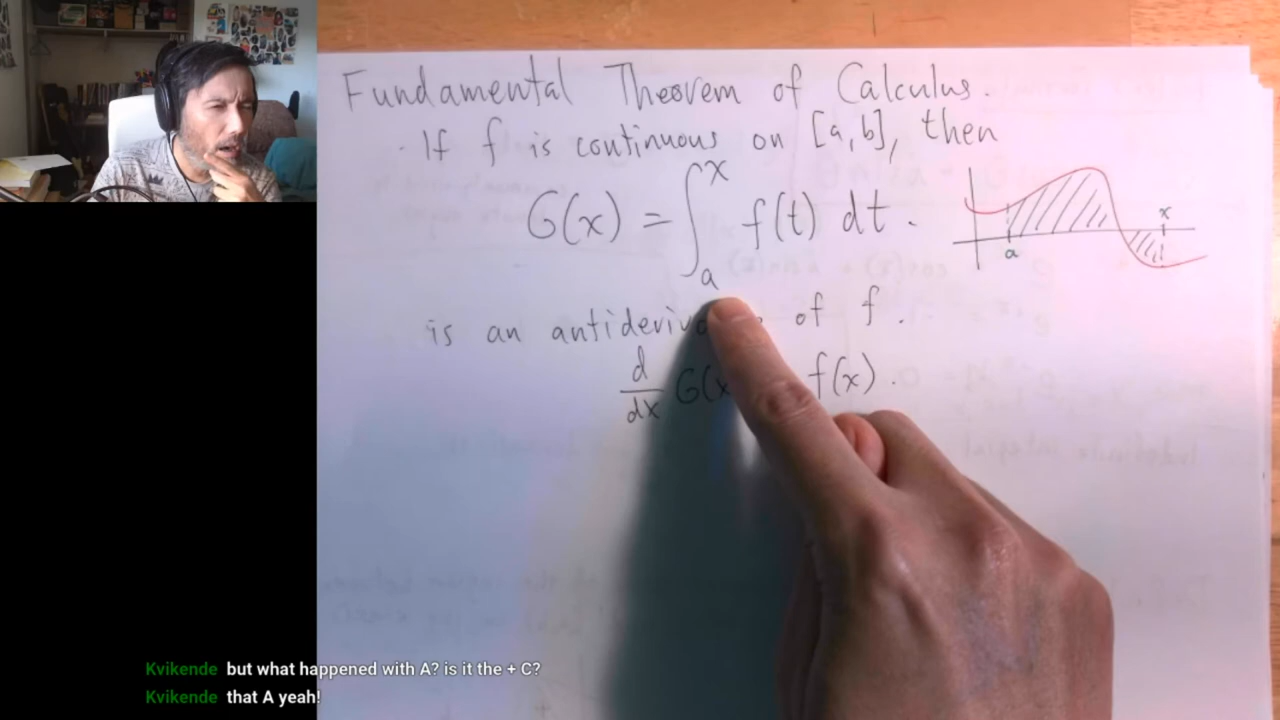 Fundamental Theorem of Calculus.
· If f is continuous on [a,b], then
G(x) = ∫ₐˣ f(t) dt.
x
a
is an of f.
d/dx f(x).
Kvikende but what happened with A? is it the + C?
Kvikende that A yeah!